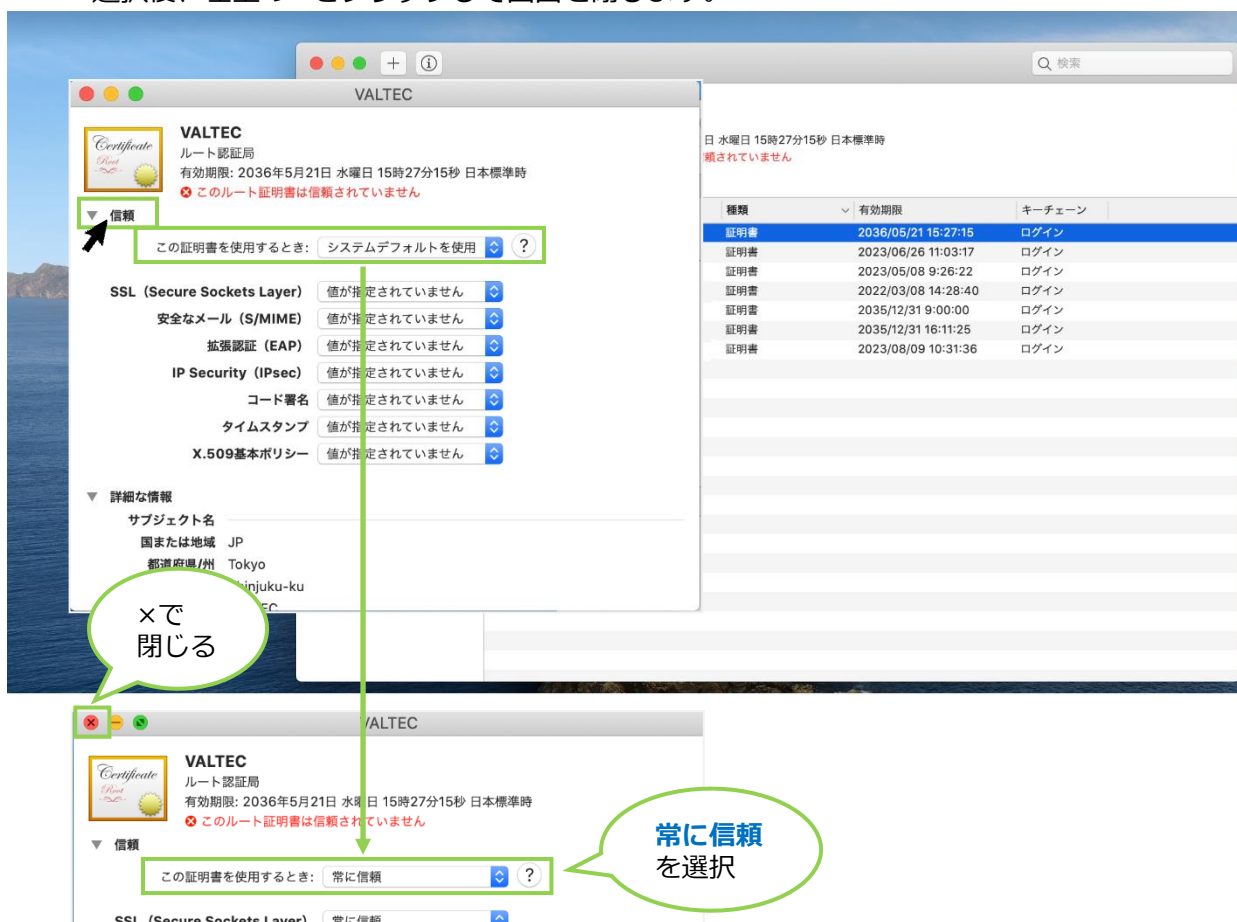 検索
VALTEC
Certificate
Root
VALTEC
ルート認証局
有効期限: 2036年5月21日 水曜日 15時27分15秒 日本標準時
このルート証明書は信頼されていません
日 水曜日 15時27分15秒 日本標準時
頼されていません
信頼
この証明書を使用するとき: システムデフォルトを使用 ?
SSL（Secure Sockets Layer） 値が指定されていません
安全なメール（S/MIME） 値が指定されていません
拡張認証（EAP） 値が指定されていません
IP Security（IPsec） 値が指定されていません
コード署名 値が指定されていません
タイムスタンプ 値が指定されていません
X.509基本ポリシー 値が指定されていません
詳細な情報
サブジェクト名
国または地域 JP
都道府県/州 Tokyo
種類 有効期限 キーチェーン
証明書 2036/05/21 15:27:15 ログイン
証明書 2023/06/26 11:03:17 ログイン
証明書 2023/05/08 9:26:22 ログイン
証明書 2022/03/08 14:28:40 ログイン
証明書 2035/12/31 9:00:00 ログイン
証明書 2035/12/31 16:11:25 ログイン
証明書 2023/08/09 10:31:36 ログイン
×で
閉じる
VALTEC
Certificate
Root
VALTEC
ルート認証局
有効期限: 2036年5月21日 水曜日 15時27分15秒 日本標準時
このルート証明書は信頼されていません
信頼
この証明書を使用するとき: 常に信頼 ?
常に信頼
を選択
SSL（Secure Sockets Layer） 常に信頼